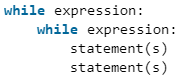 while expression:
    while expression:
        statement(s)
        statement(s)